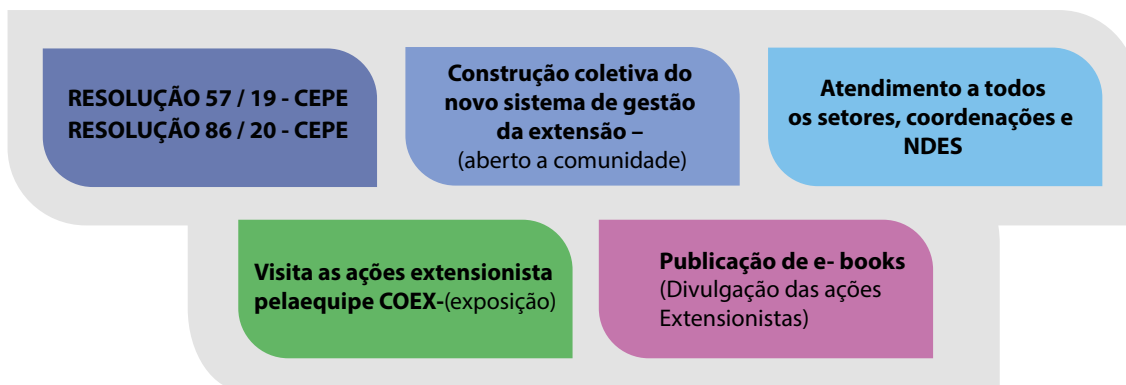 RESOLUÇÃO 57 / 19 - CEPE
RESOLUÇÃO 86 / 20 - CEPE
Construção coletiva do
novo sistema de gestão
da extensão –
(aberto a comunidade)
Atendimento a todos
os setores, coordenações e
NDES
Visita as ações extensionista
pelaequipe COEX-(exposição)
Publicação de e- books
(Divulgação das ações
Extensionistas)